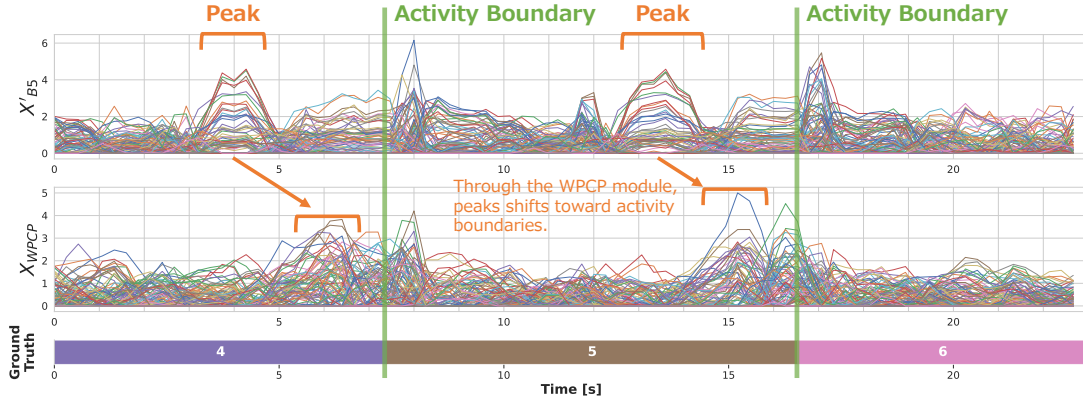 Peak Activity Boundary Peak Activity Boundary
6
4
2
0
X'B5
5 10 15 20
Through the WPCP module,
peaks shifts toward activity
boundaries.
5
4
3
2
1
0
XWPCP
0 5 10 15 20
Ground
Truth
4 5 6
0 5 10 15 20
Time [s]